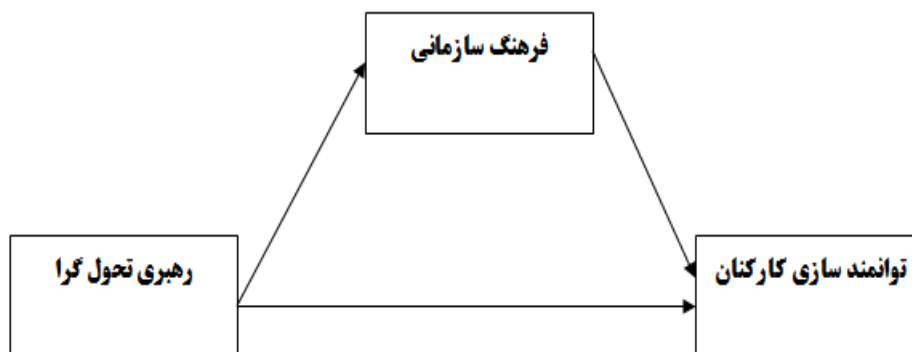 فرهنگ سازمانی
رهبری تحول گرا
توانمند سازی کارکنان